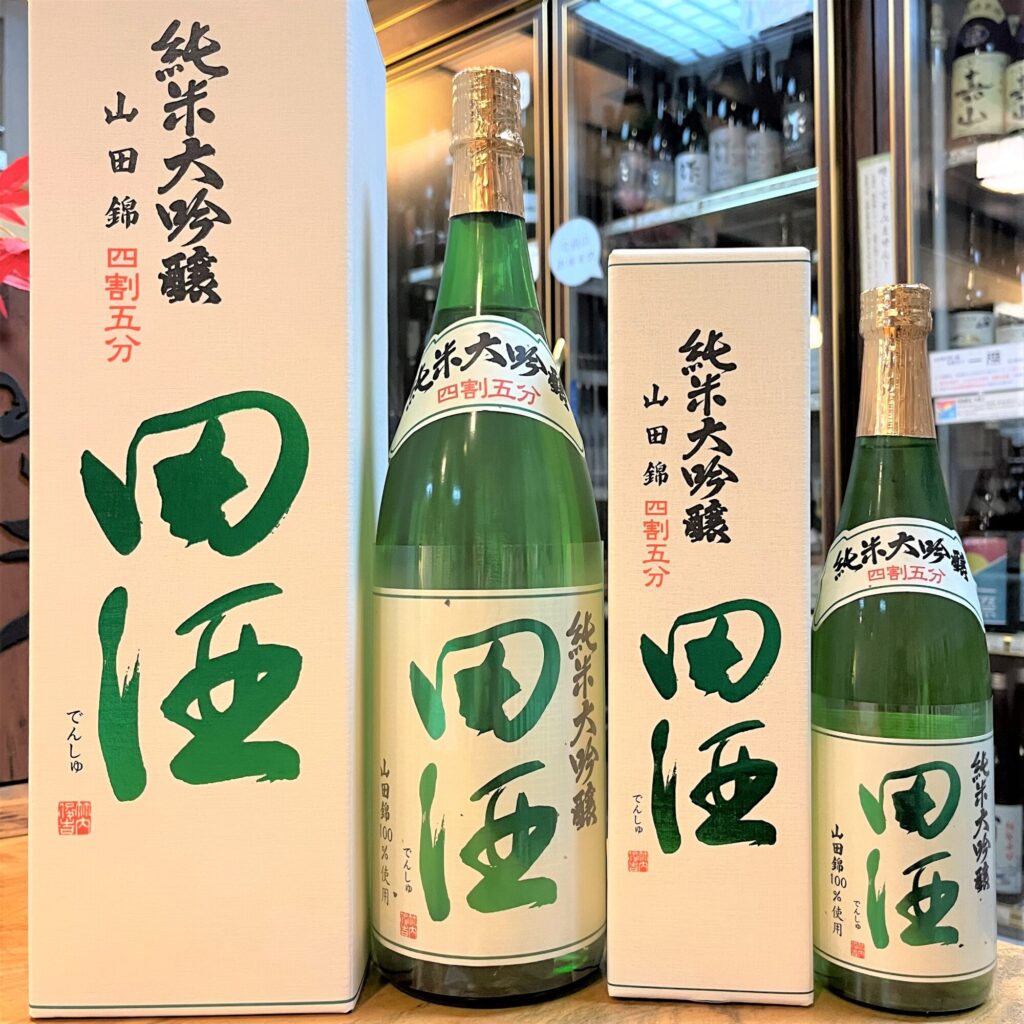 純米大吟醸
山田錦 四割五分
田酒
でんしゅ
純米大吟醸
四割五分
純米大吟醸
田酒
山田錦100%使用
でんしゅ
純米大吟醸
山田錦 四割五分
田酒
でんしゅ
純米大吟醸
四割五分
純米大吟醸
田酒
山田錦100%使用
でんしゅ